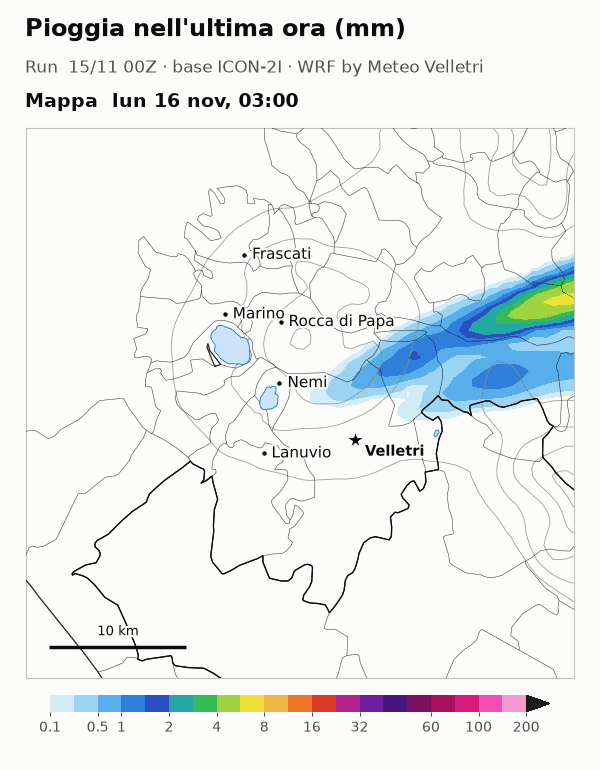 Pioggia nell'ultima ora (mm)
Run  15/11 00Z · base ICON-2I · WRF by Meteo Velletri
Mappa  lun 16 nov, 03:00
Frascati
Marino
Rocca di Papa
Nemi
Velletri
Lanuvio
10 km
0.1 0.5 1 2 4 8 16 32 60 100 200